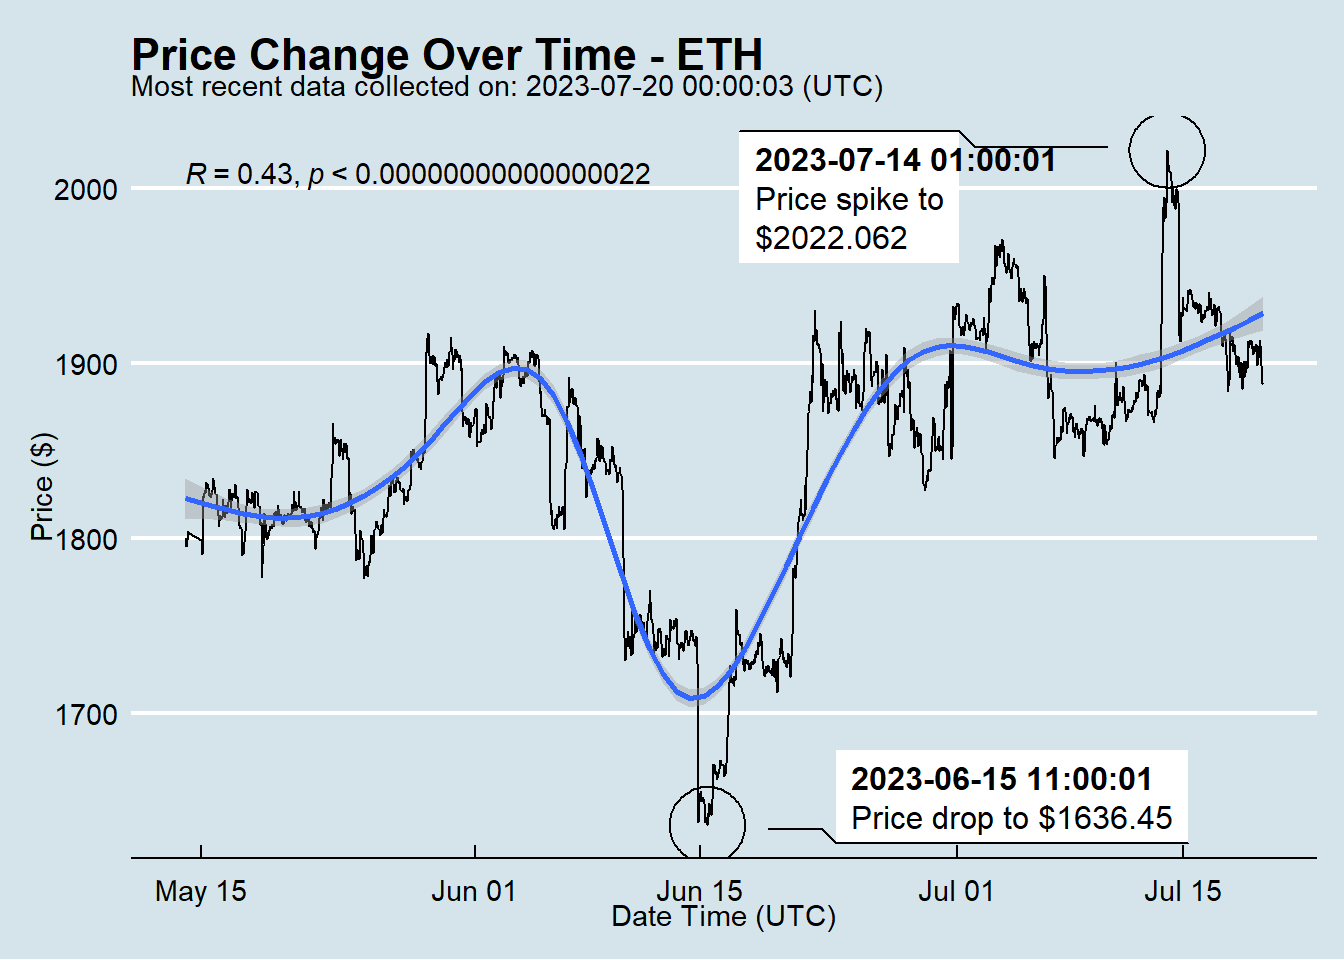 Price Change Over Time - ETH
Most recent data collected on: 2023-07-20 00:00:03 (UTC)
R = 0.43, p < 0.00000000000000022
2023-07-14 01:00:01
Price spike to
$2022.062
2000
1900
1800
1700
Price ($)
2023-06-15 11:00:01
Price drop to $1636.45
May 15
Jun 01
Jun 15
Jul 01
Jul 15
Date Time (UTC)